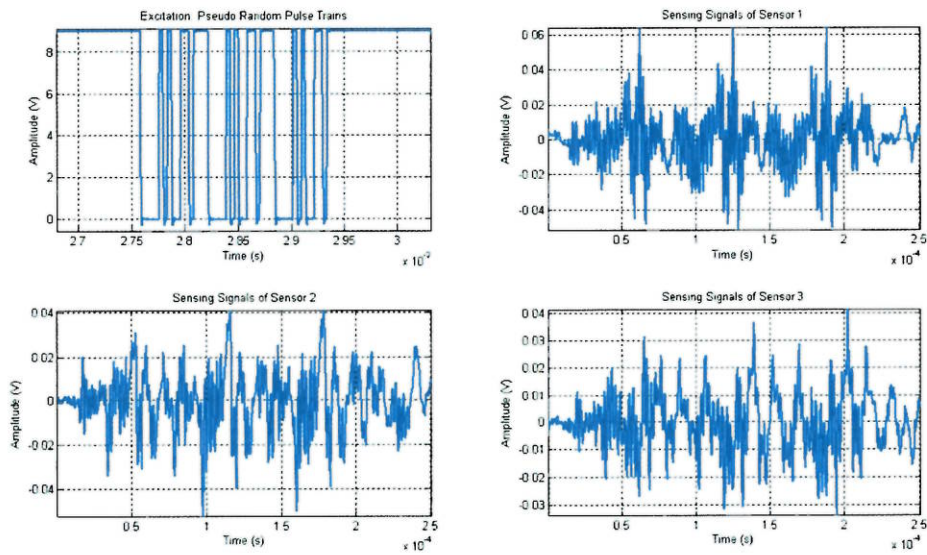 Excitation Pseudo Random Pulse Trains
Amplitude (V)
8
6
4
2
0
2 7 2 75 2 8 2 85 2 9 2 95 3
Time (s)
x 10
Sensing Signals of Sensor 1
Amplitude (V)
0.06
0.04
0.02
0
-0.02
-0.04
0 5 1 1 5 2 2 5
Time (s)
x 10^-4
Sensing Signals of Sensor 2
Amplitude (V)
0.04
0.02
0
-0.02
-0.04
0 5 1 1 5 2 2 5
Time (s)
x 10^-4
Sensing Signals of Sensor 3
Amplitude (V)
0.04
0.03
0.02
0.01
0
-0.01
-0.02
-0.03
0 5 1 1 5 2 2 5
Time (s)
x 10^-4